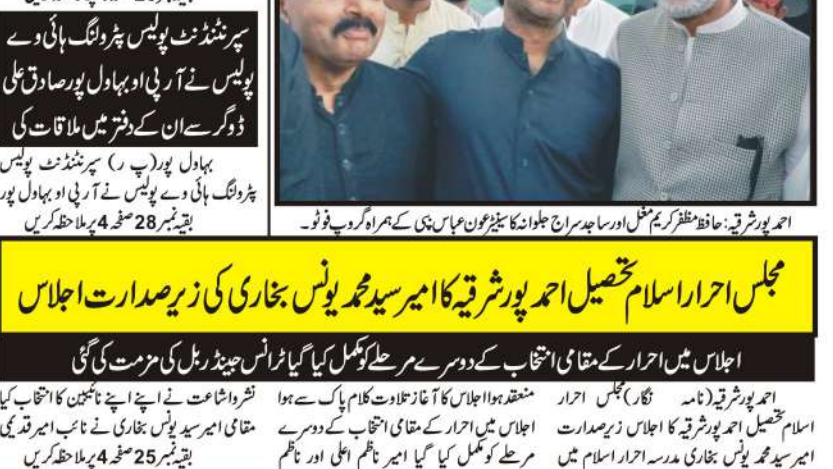 سپرنٹنڈنٹ پولیس پٹرولنگ ہائی وے
پولیس نے آر پی او بہاول پور صادق علی
ڈوگر سے ان کے دفتر میں ملاقات کی
بہاول پور(پ ر) سپرنٹنڈنٹ پولیس
پٹرولنگ ہائی وے پولیس نے آر پی او بہاول پور
بقیہ نمبر 28 صفحہ 4 پر ملاحظہ کریں
احمد پور شرقیہ: حافظ مظفر کریم مغل اور ساجد سراج جلوانہ کا سینیٹر عون عباس بپی کے ہمراہ گروپ فوٹو۔
مجلس احرار اسلام تحصیل احمد پور شرقیہ کا امیر سید محمد یونس بخاری کی زیر صدارت اجلاس
اجلاس میں احرار کے مقامی انتخاب کے دوسرے مرحلے کو مکمل کیا گیا ٹرانس جینڈر بل کی مزمت کی گئی
احمد پور شرقیہ(نامہ نگار)مجلس احرار
اسلام تحصیل احمد پور شرقیہ کا اجلاس زیر صدارت
امیر سید محمد یونس بخاری مدرسہ احرار اسلام میں
منعقد ہوا اجلاس کا آغاز تلاوت کلام پاک سے ہوا
اجلاس میں احرار کے مقامی انتخاب کے دوسرے
مرحلے کو مکمل کیا گیا امیر ناظم اعلی اور ناظم
نشر و اشاعت نے اپنے اپنے نائبین کا انتخاب کیا
مقامی امیر سید یونس بخاری نے نائب امیر قدیمی
بقیہ نمبر 25 صفحہ 4 پر ملاحظہ کریں